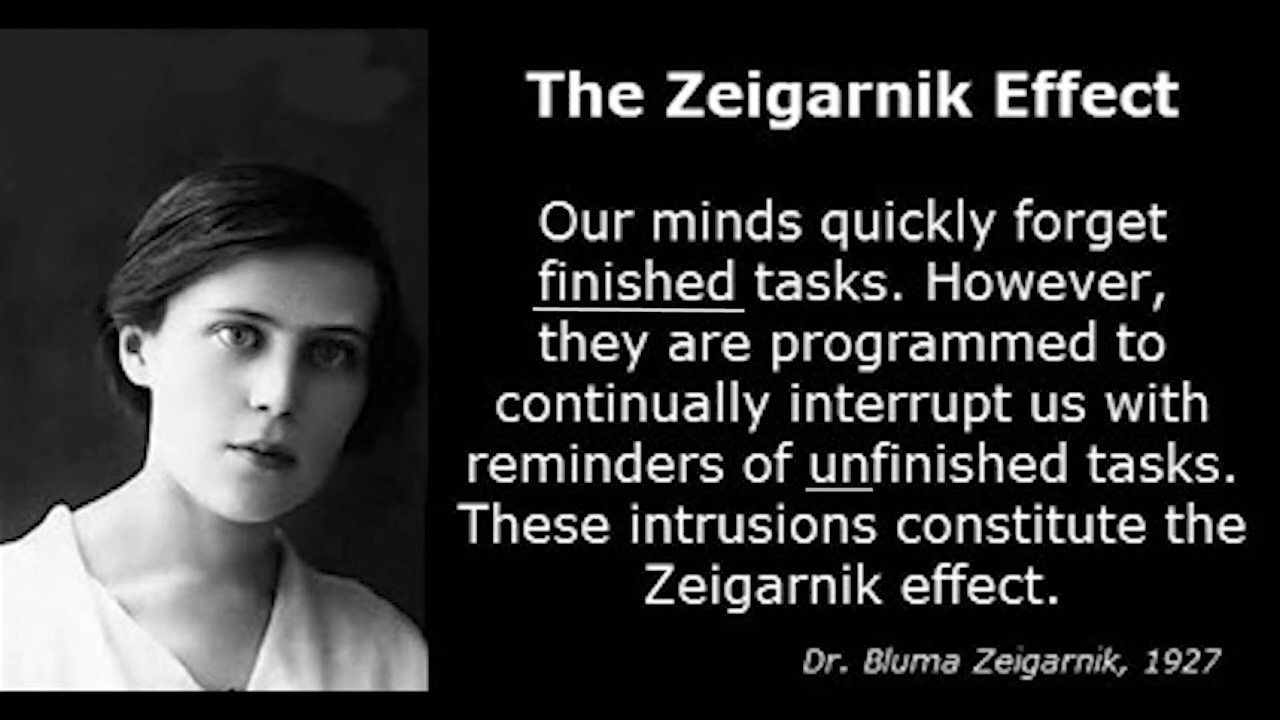 The Zeigarnik Effect
Our minds quickly forget
finished tasks. However,
they are programmed to
continually interrupt us with
reminders of unfinished tasks.
These intrusions constitute the
Zeigarnik effect.
Dr. Bluma Zeigarnik, 1927